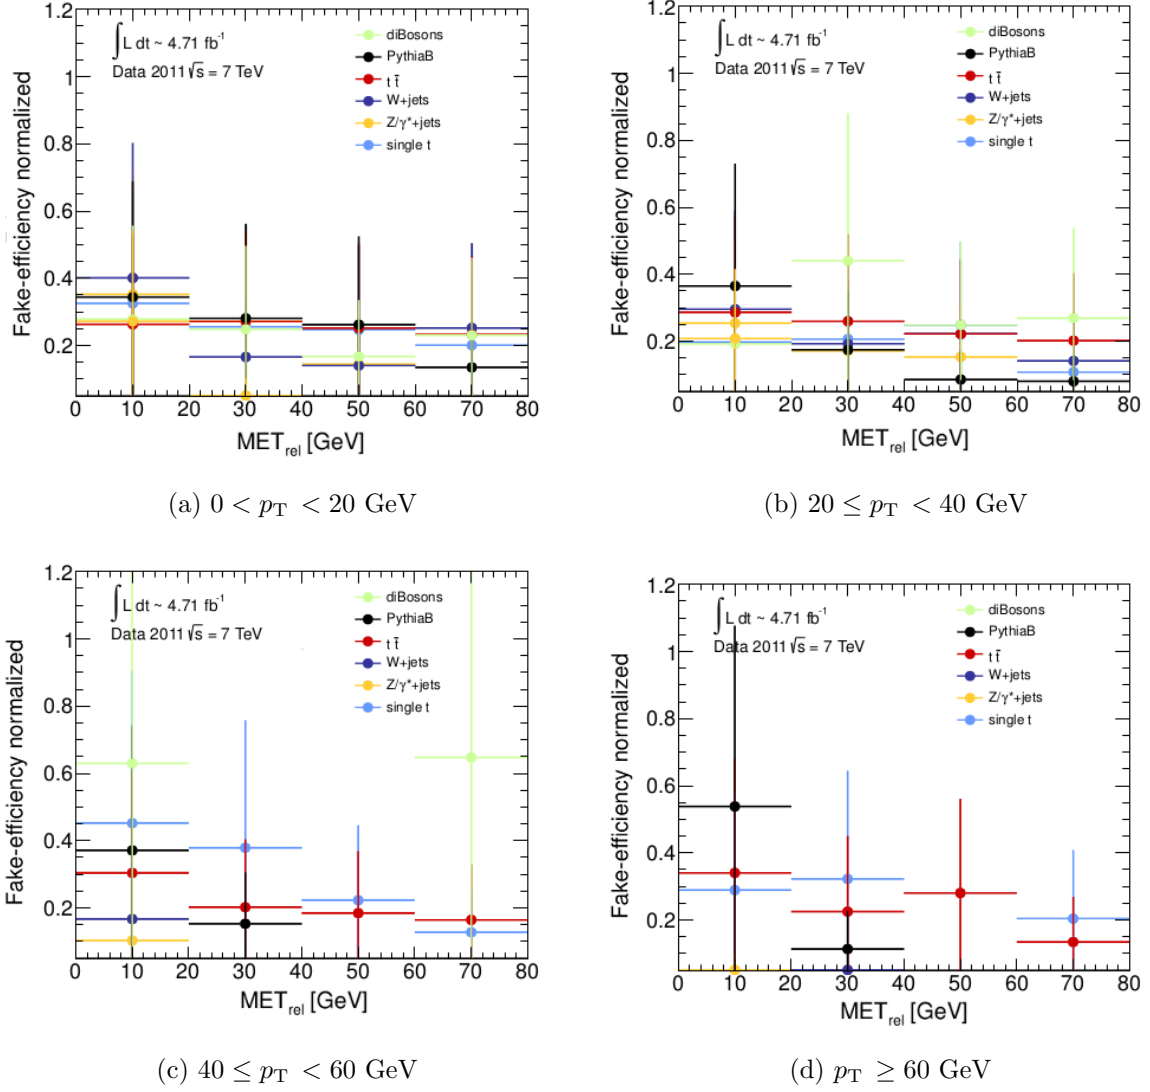 Fake-efficiency normalized
1.2
1
0.8
0.6
0.4
0.2
∫ L dt ~ 4.71 fb⁻¹
Data 2011 √s = 7 TeV
diBosons
PythiaB
t t̄
W+jets
Z/γ*+jets
single t
0 10 20 30 40 50 60 70 80
MET_rel [GeV]
(a) 0 < p_T < 20 GeV
Fake-efficiency normalized
1.2
1
0.8
0.6
0.4
0.2
∫ L dt ~ 4.71 fb⁻¹
Data 2011 √s = 7 TeV
diBosons
PythiaB
t t̄
W+jets
Z/γ*+jets
single t
0 10 20 30 40 50 60 70 80
MET_rel [GeV]
(b) 20 ≤ p_T < 40 GeV
Fake-efficiency normalized
1.2
1
0.8
0.6
0.4
0.2
∫ L dt ~ 4.71 fb⁻¹
Data 2011 √s = 7 TeV
diBosons
PythiaB
t t̄
W+jets
Z/γ*+jets
single t
0 10 20 30 40 50 60 70 80
MET_rel [GeV]
(c) 40 ≤ p_T < 60 GeV
Fake-efficiency normalized
1.2
1
0.8
0.6
0.4
0.2
∫ L dt ~ 4.71 fb⁻¹
Data 2011 √s = 7 TeV
diBosons
PythiaB
t t̄
W+jets
Z/γ*+jets
single t
0 10 20 30 40 50 60 70 80
MET_rel [GeV]
(d) p_T ≥ 60 GeV